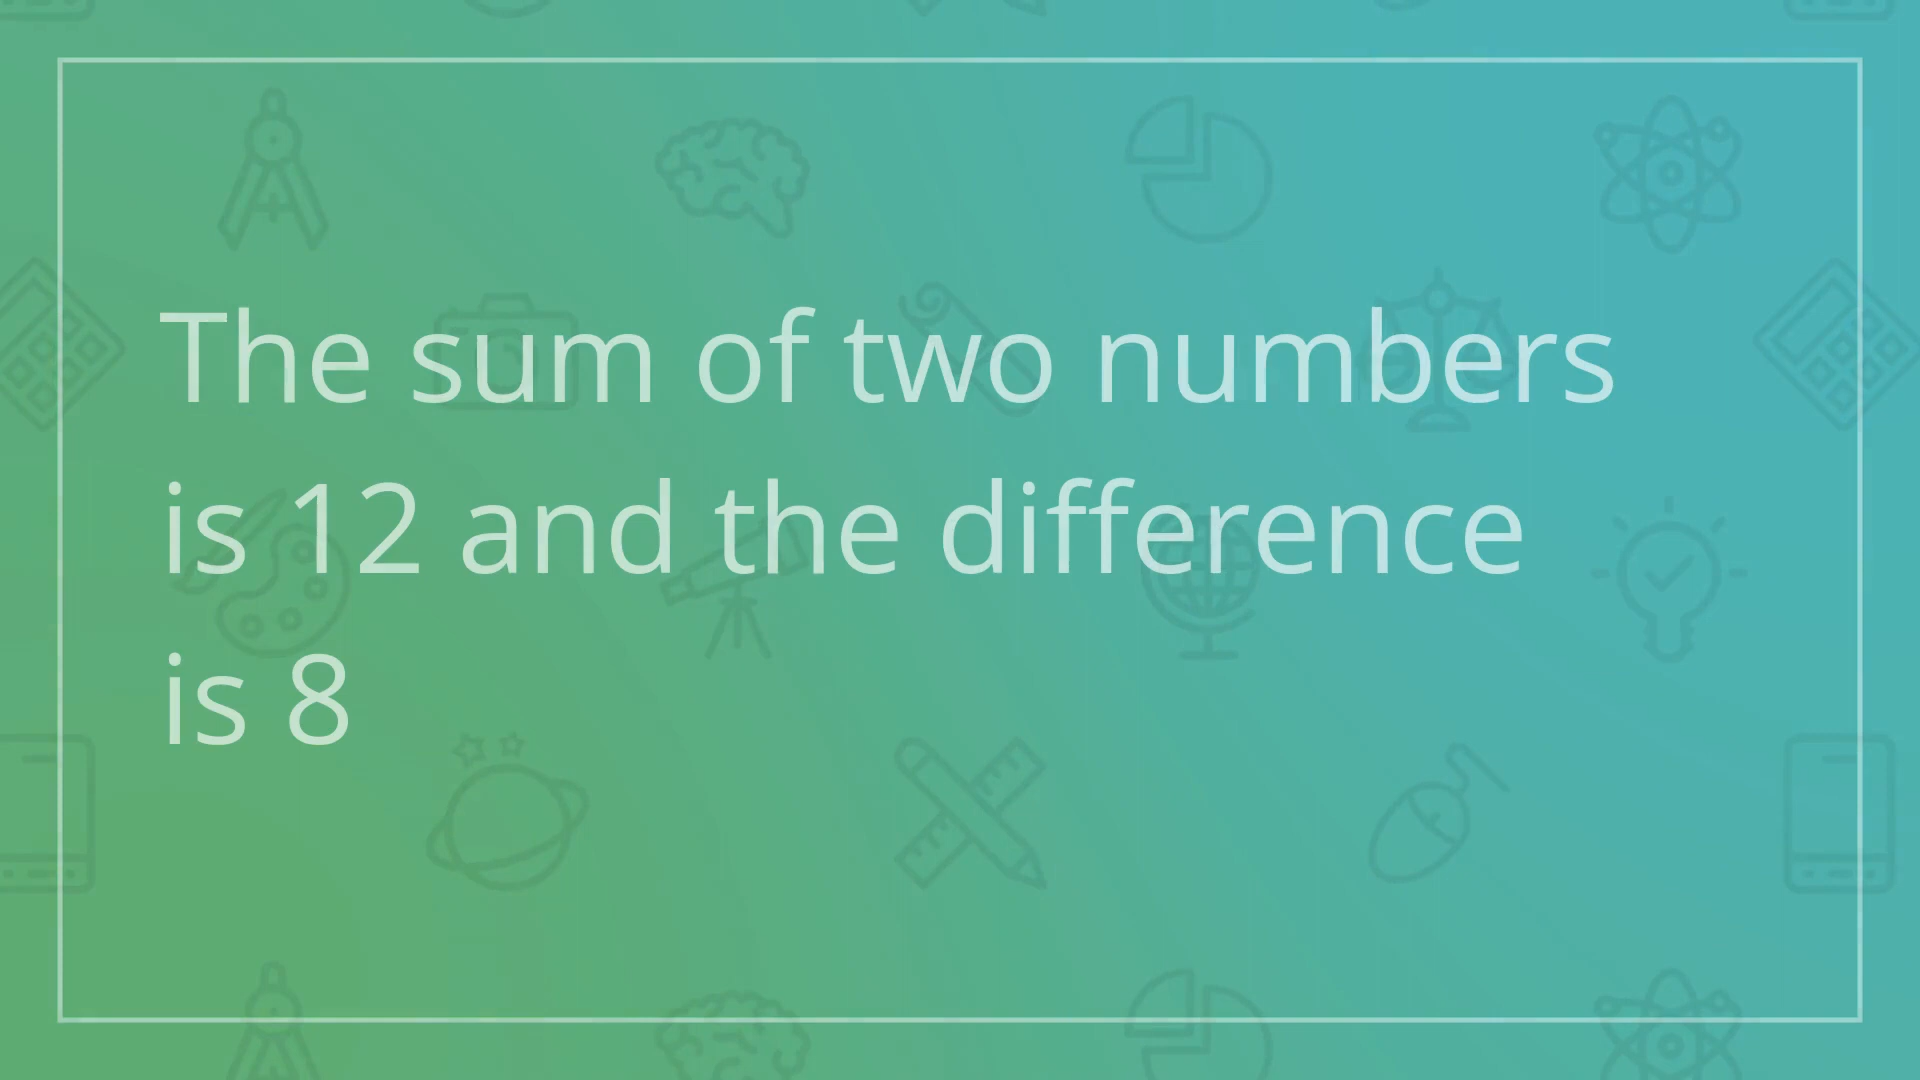 The sum of two numbers
is 12 and the difference
is 8